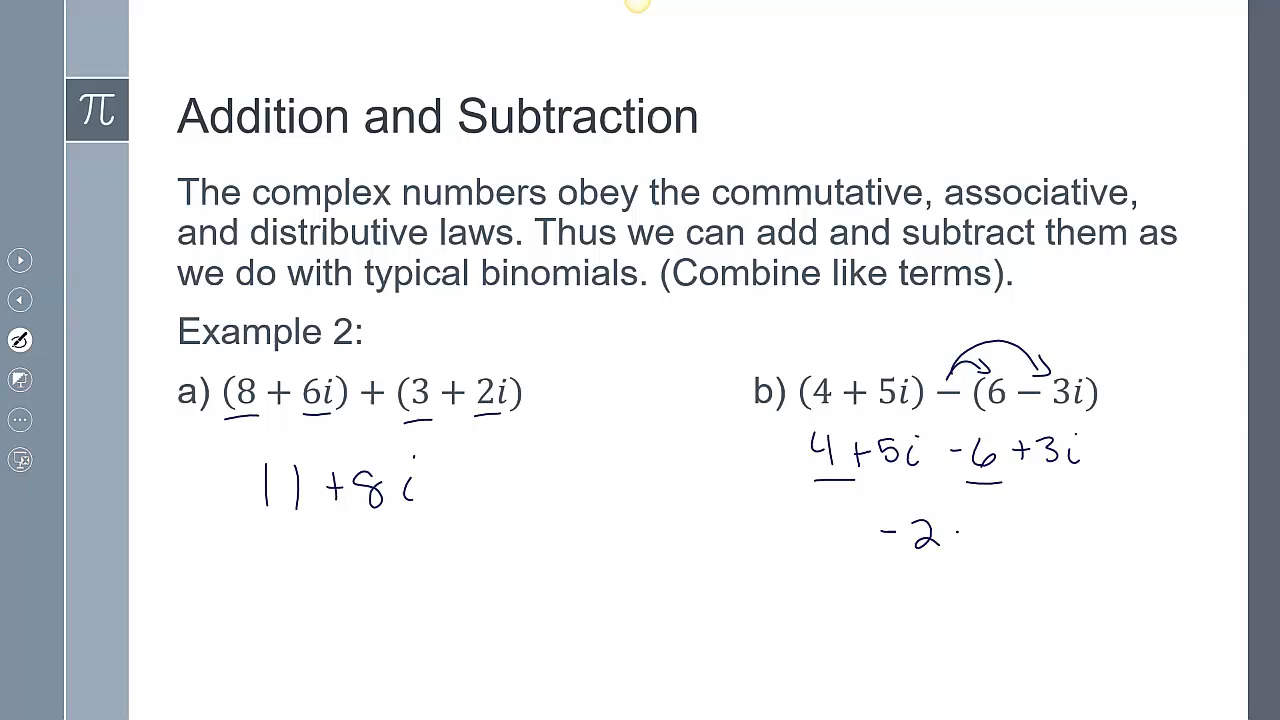 π
Addition and Subtraction
The complex numbers obey the commutative, associative,
and distributive laws. Thus we can add and subtract them as
we do with typical binomials. (Combine like terms).
Example 2:
a) (8 + 6i) + (3 + 2i)
11 + 8i
b) (4 + 5i) − (6 − 3i)
4 + 5i - 6 + 3i
- 2